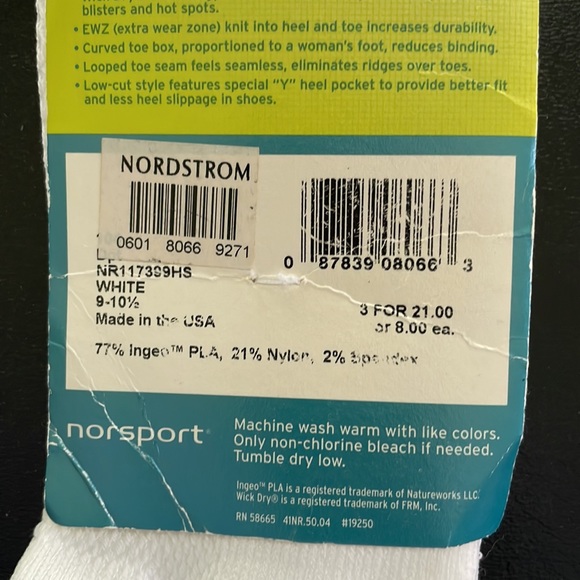 blisters and hot spots.
• EWZ (extra wear zone) knit into heel and toe increases durability.
• Curved toe box, proportioned to a woman's foot, reduces binding.
• Looped toe seam feels seamless, eliminates ridges over toes.
• Low-cut style features special "Y" heel pocket to provide better fit
and less heel slippage in shoes.
NORDSTROM
0601 8066 9271
0 87839 08066 3
NR117399HS
WHITE
9-10½
Made in the USA
3 FOR 21.00
or 8.00 ea.
77% Ingeo™ PLA, 21% Nylon, 2% Spandex
norsport
Machine wash warm with like colors.
Only non-chlorine bleach if needed.
Tumble dry low.
Ingeo™ PLA is a registered trademark of Natureworks LLC.
Wick Dry® is a registered trademark of FRM, Inc.
RN 58665 41NR.50.04 #19250